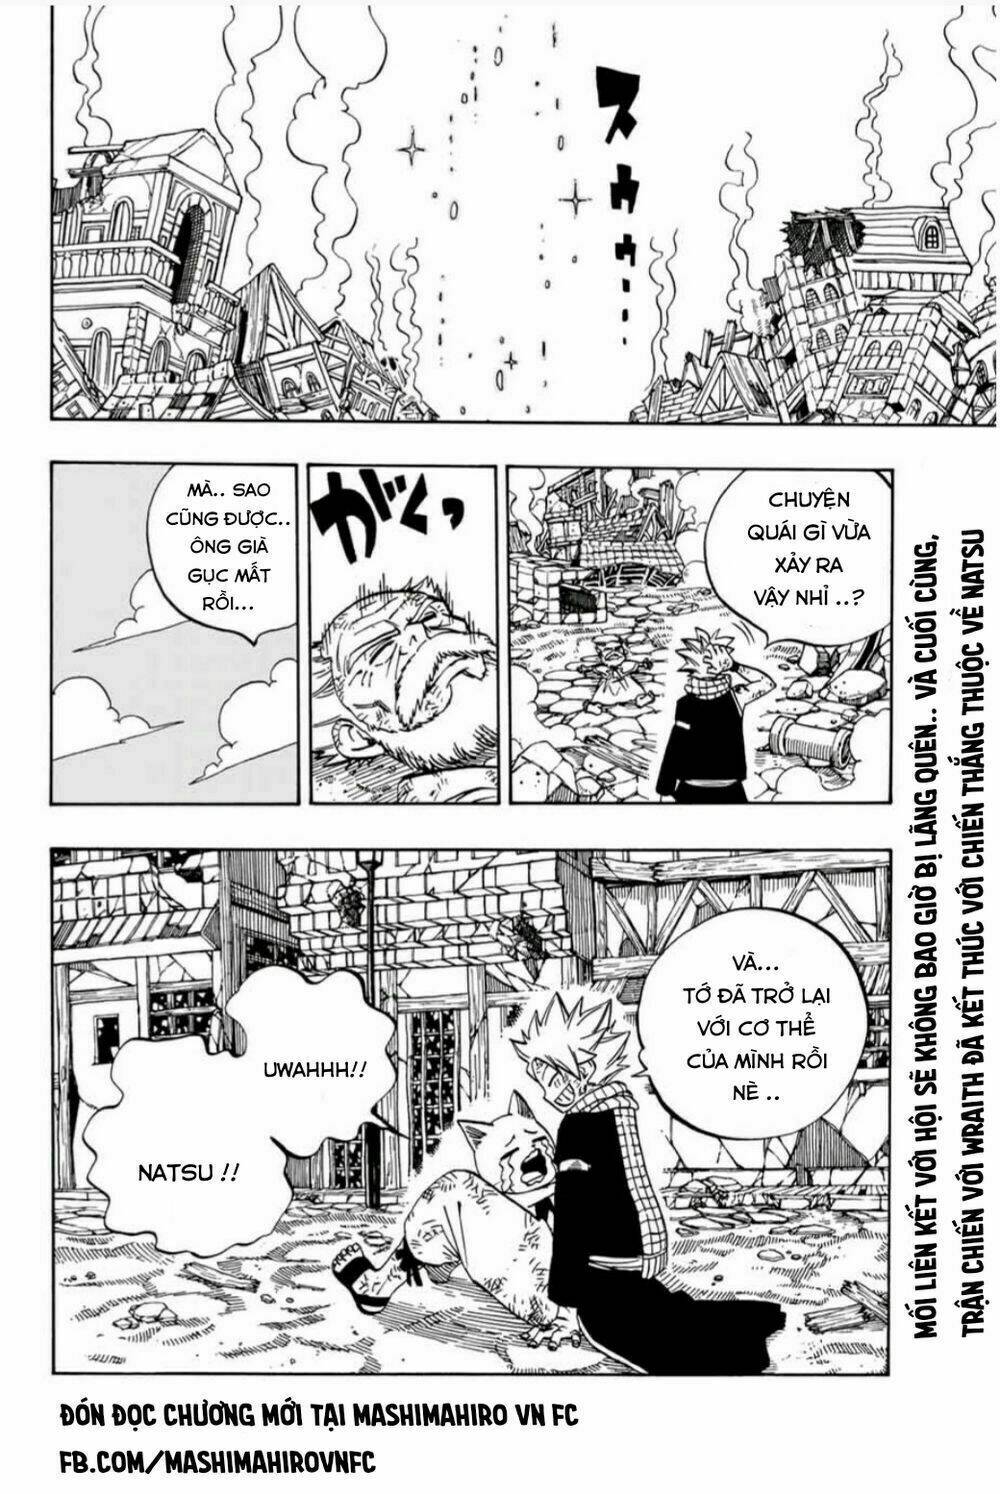 スゥゥ…
CHUYỆN
QUÁI GÌ VỪA
XẢY RA
VẬY NHỈ ..?
がくっ
MÀ.. SAO
CŨNG ĐƯỢC..
ÔNG GIÀ
GỤC MẤT
RỒI...
VÀ...
TỚ ĐÃ TRỞ LẠI
VỚI CƠ THỂ
CỦA MÌNH RỒI
NÈ ..
UWAHHH!!
NATSU !!
MỐI LIÊN KẾT VỚI HỘI SẼ KHÔNG BAO GIỜ BỊ LÃNG QUÊN.. VÀ CUỐI CÙNG,
TRẬN CHIẾN VỚI WRAITH ĐÃ KẾT THÚC VỚI CHIẾN THẮNG THUỘC VỀ NATSU
ĐÓN ĐỌC CHƯƠNG MỚI TẠI MASHIMAHIRO VN FC
FB.COM/MASHIMAHIROVNFC